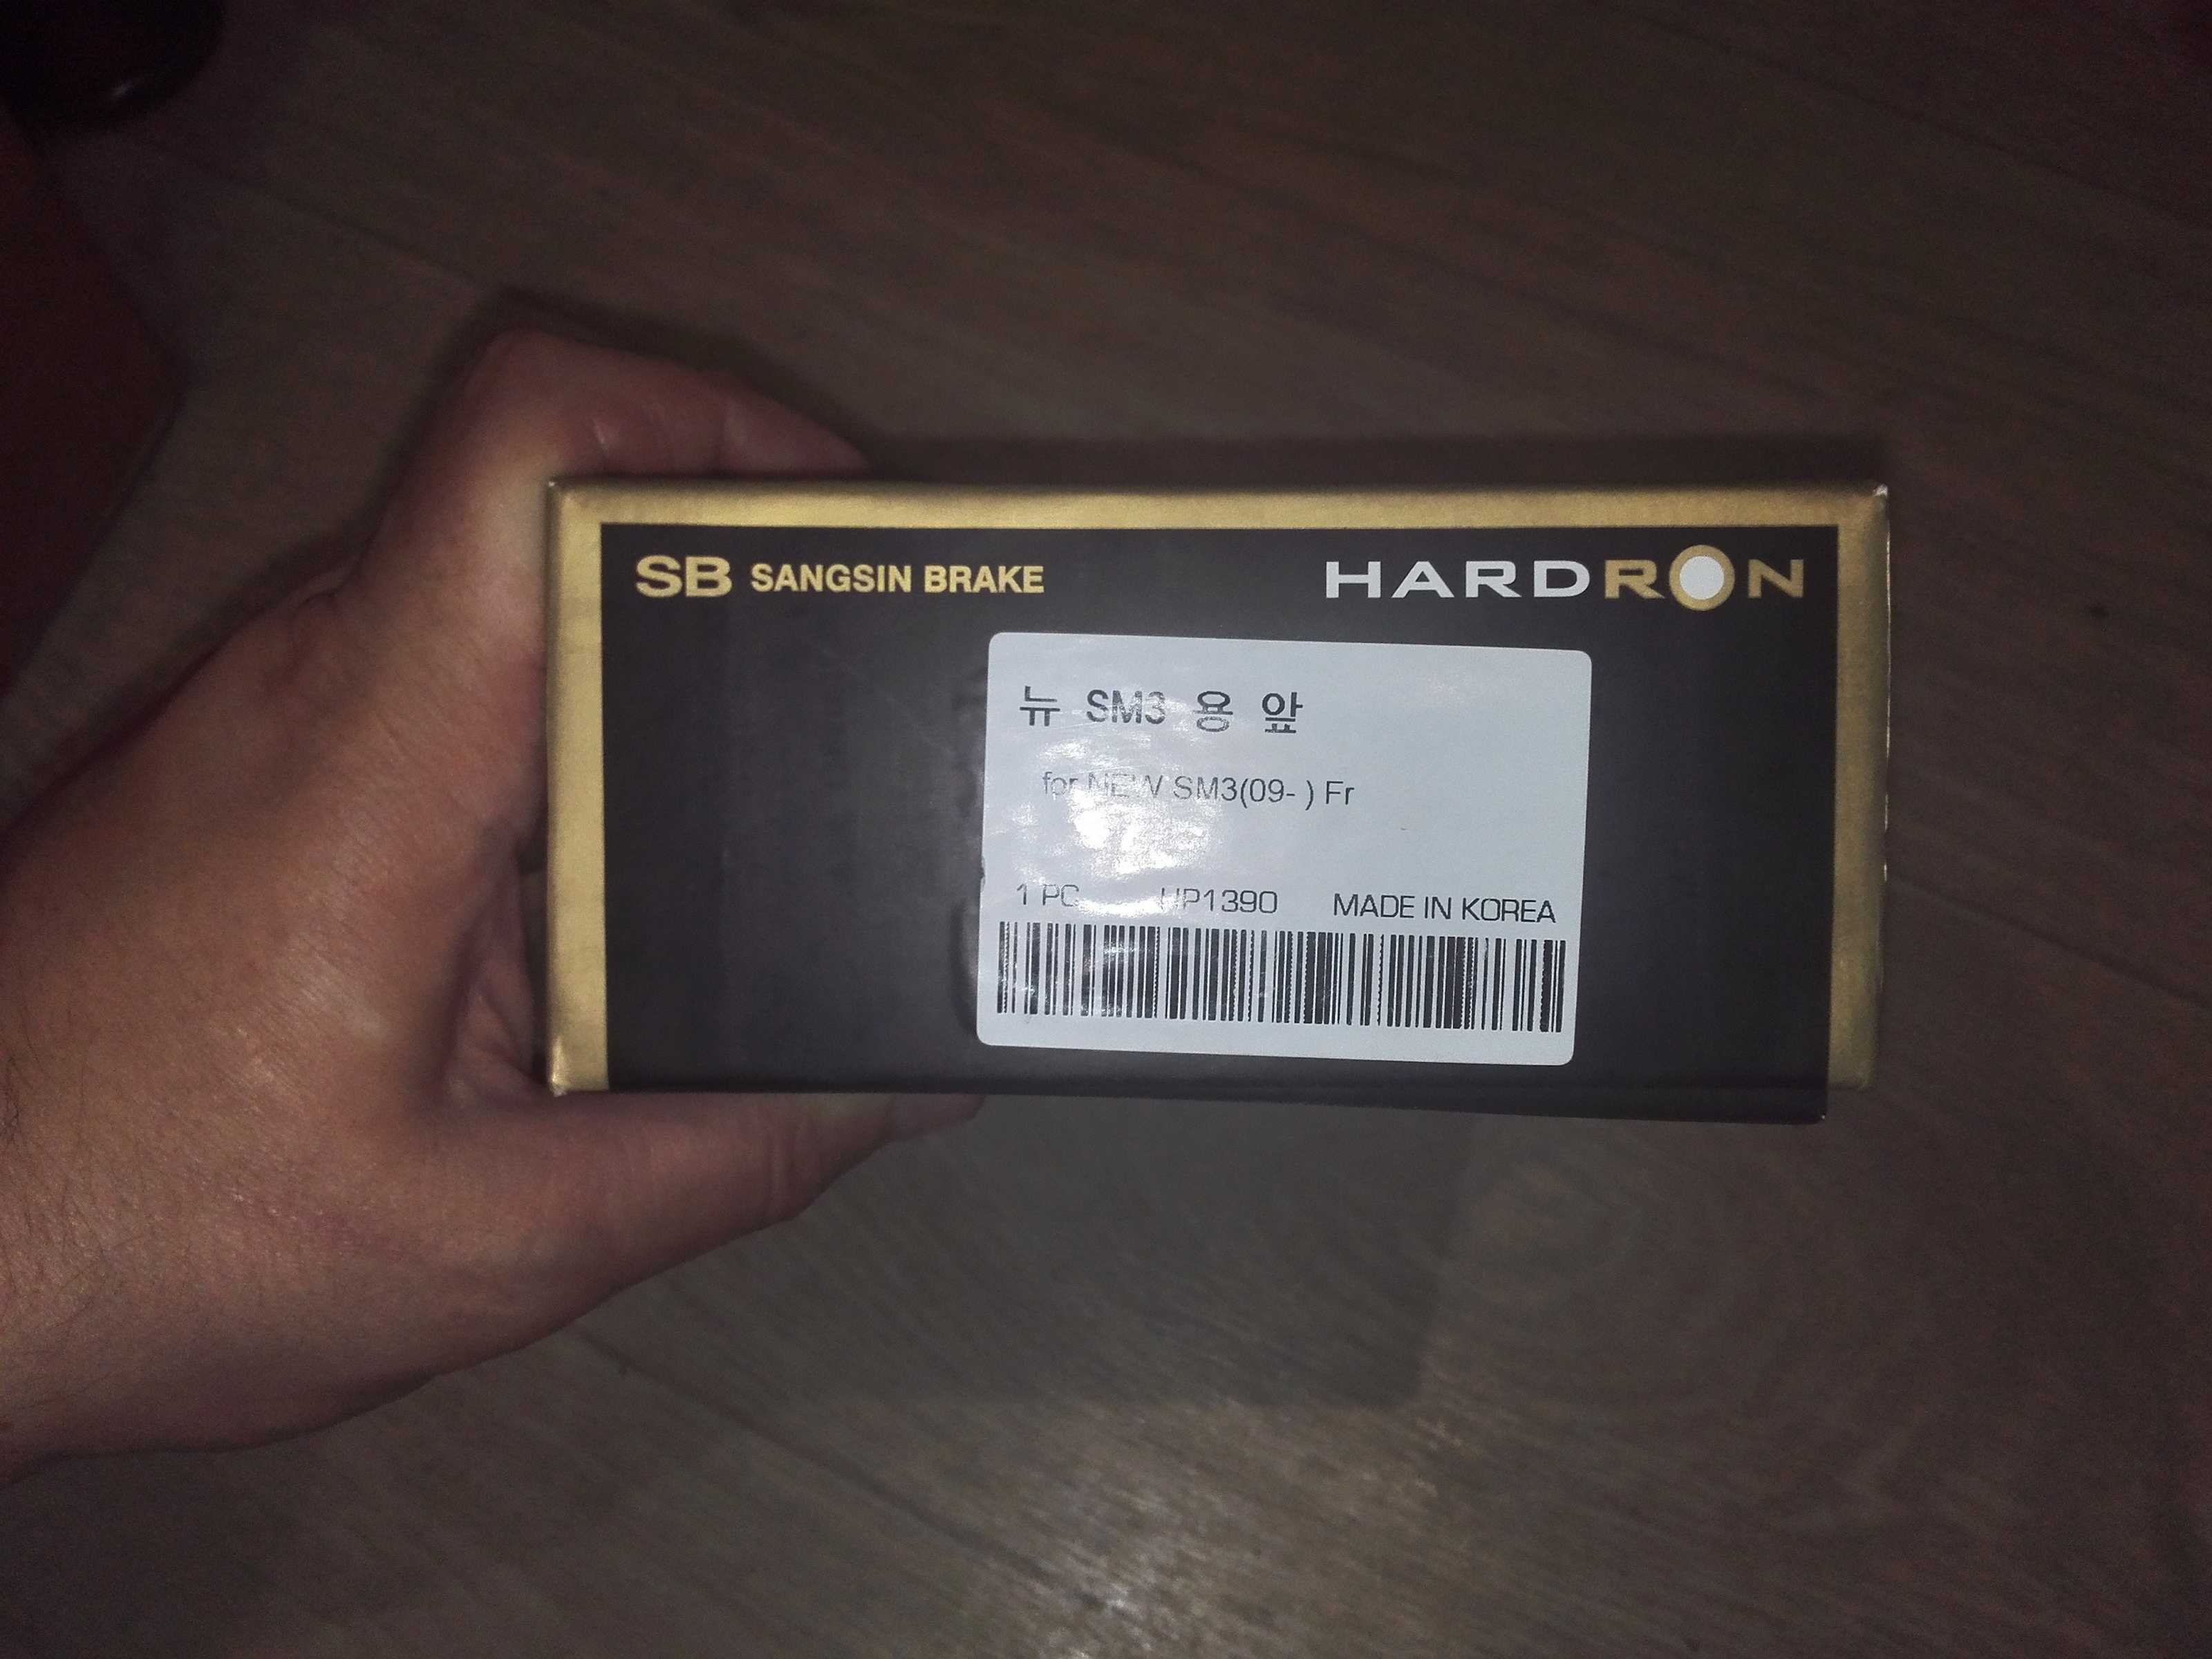 SB SANGSIN BRAKE
HARDRON
뉴 SM3 용 앞
for NEW SM3(09- ) Fr
1 PC HP1390 MADE IN KOREA